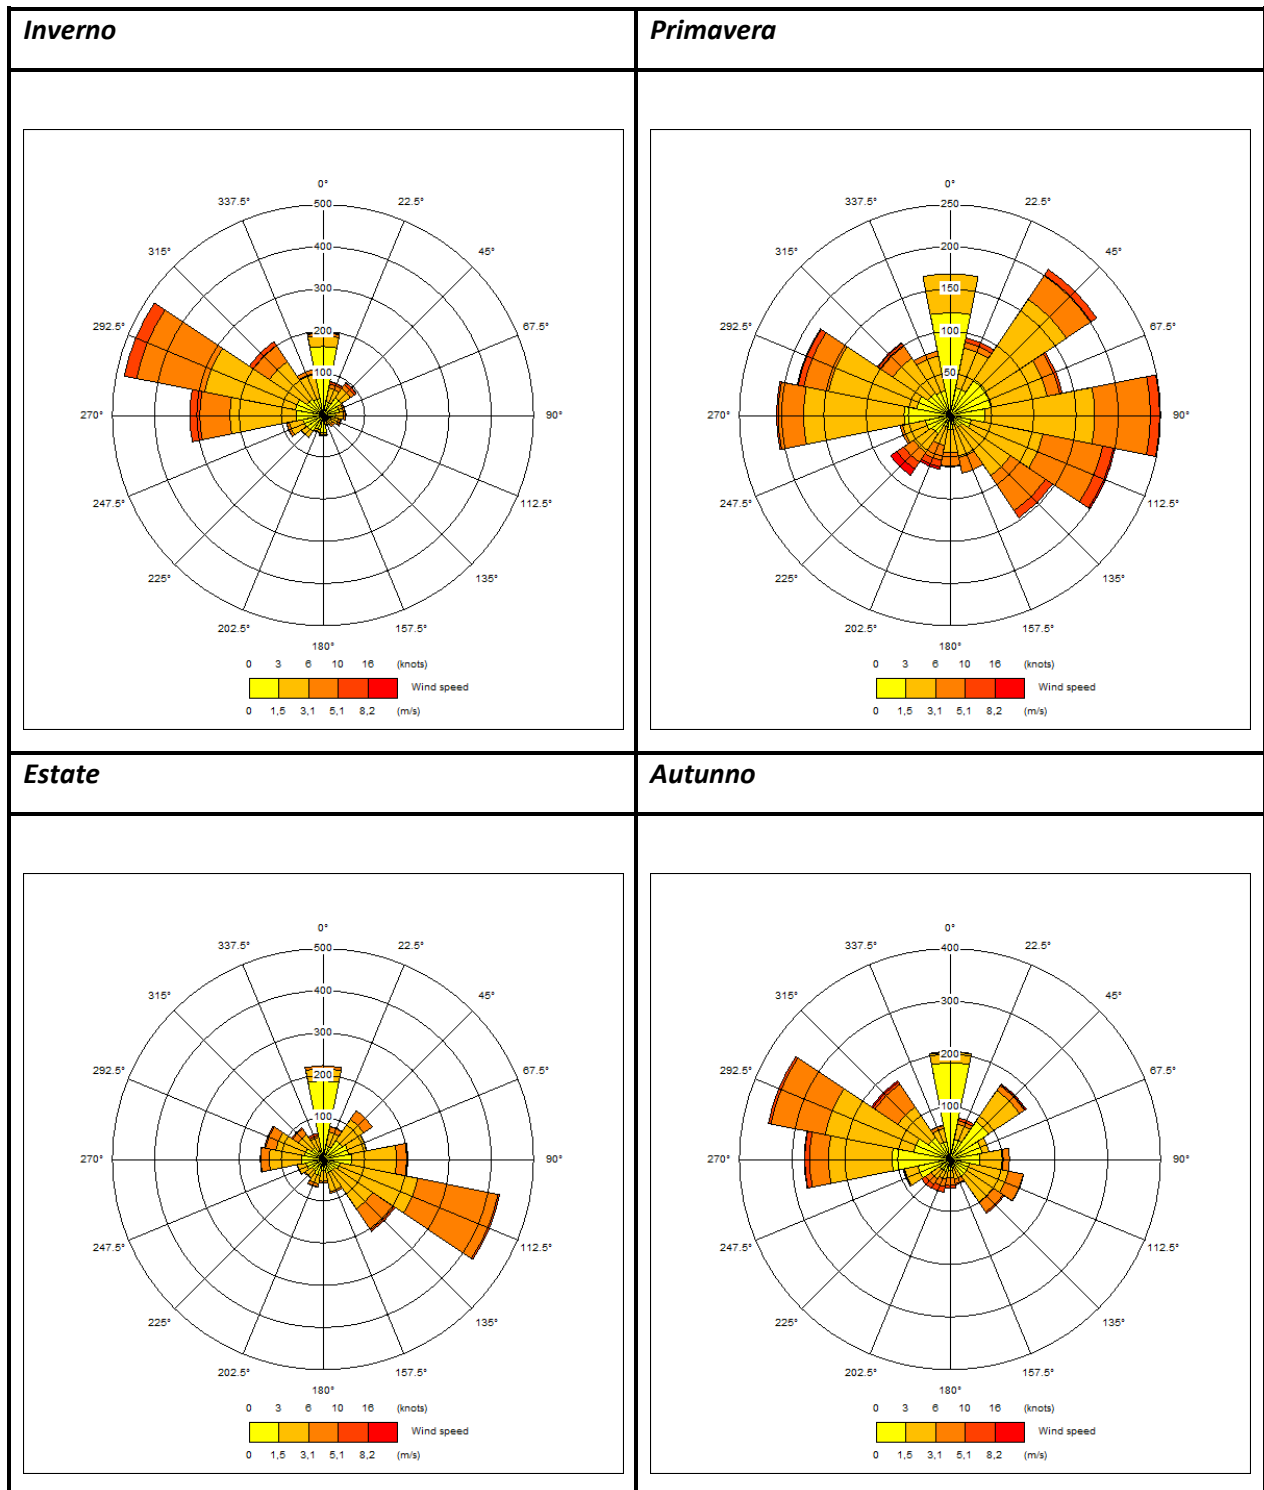 Inverno
Primavera
0°
337.5° 500 22.5°
315° 400 45°
300
292.5° 200 67.5°
100
270° 90°
247.5° 112.5°
225° 135°
202.5° 157.5°
180°
0 3 6 10 16 (knots)
Wind speed
0 1,5 3,1 5,1 8,2 (m/s)
0°
337.5° 250 22.5°
315° 200 45°
150
292.5° 100 67.5°
50
270° 90°
247.5° 112.5°
225° 135°
202.5° 157.5°
180°
0 3 6 10 16 (knots)
Wind speed
0 1,5 3,1 5,1 8,2 (m/s)
Estate
Autunno
0°
337.5° 500 22.5°
315° 400 45°
300
292.5° 200 67.5°
100
270° 90°
247.5° 112.5°
225° 135°
202.5° 157.5°
180°
0 3 6 10 16 (knots)
Wind speed
0 1,5 3,1 5,1 8,2 (m/s)
0°
337.5° 400 22.5°
315° 45°
300
292.5° 200 67.5°
100
270° 90°
247.5° 112.5°
225° 135°
202.5° 157.5°
180°
0 3 6 10 16 (knots)
Wind speed
0 1,5 3,1 5,1 8,2 (m/s)